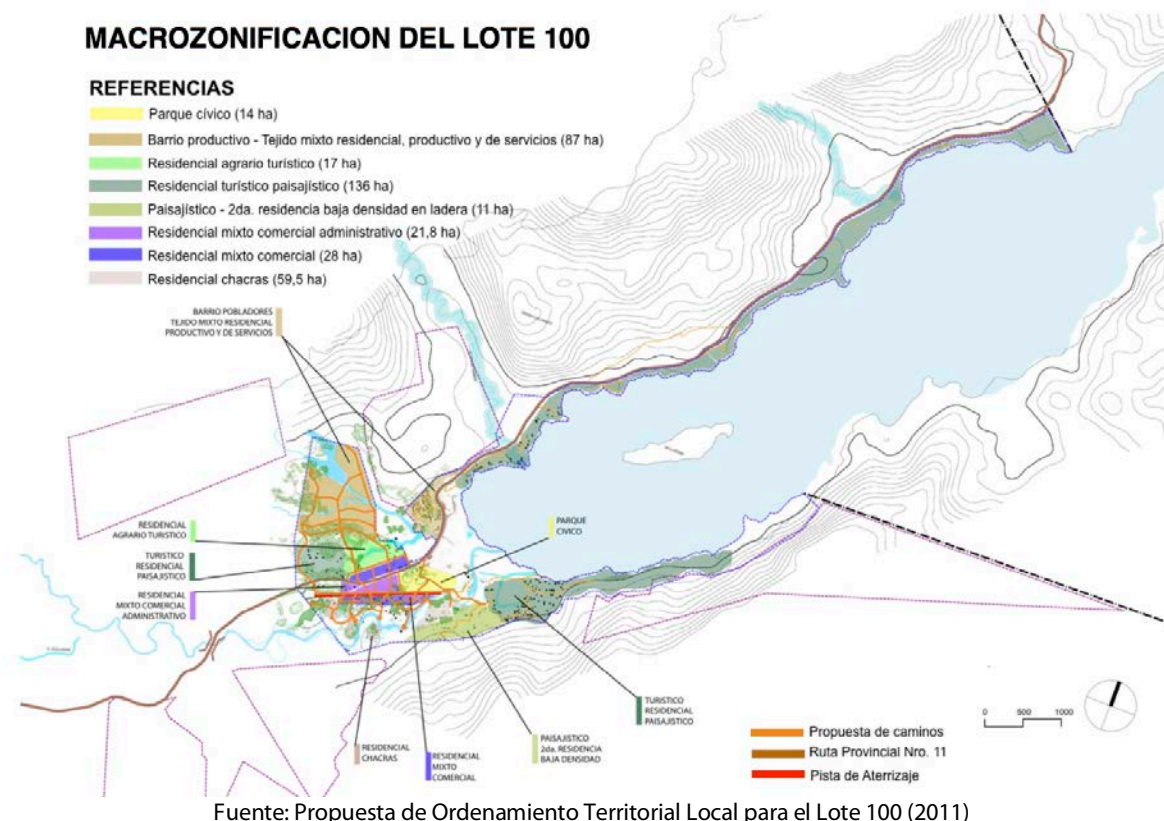 MACROZONIFICACION DEL LOTE 100
REFERENCIAS
Parque cívico (14 ha)
Barrio productivo - Tejido mixto residencial, productivo y de servicios (87 ha)
Residencial agrario turístico (17 ha)
Residencial turístico paisajístico (136 ha)
Paisajístico - 2da. residencia baja densidad en ladera (11 ha)
Residencial mixto comercial administrativo (21,8 ha)
Residencial mixto comercial (28 ha)
Residencial chacras (59,5 ha)
BARRIO POBLADORES
TEJIDO MIXTO RESIDENCIAL
PRODUCTIVO Y DE SERVICIOS
RESIDENCIAL
AGRARIO TURISTICO
TURISTICO
RESIDENCIAL
PAISAJISTICO
RESIDENCIAL
MIXTO COMERCIAL
ADMINISTRATIVO
PARQUE
CIVICO
RESIDENCIAL
CHACRAS
RESIDENCIAL
MIXTO
COMERCIAL
PAISAJISTICO
2da. RESIDENCIA
BAJA DENSIDAD
TURISTICO
RESIDENCIAL
PAISAJISTICO
0 500 1000
Propuesta de caminos
Ruta Provincial Nro. 11
Pista de Aterrizaje
Fuente: Propuesta de Ordenamiento Territorial Local para el Lote 100 (2011)